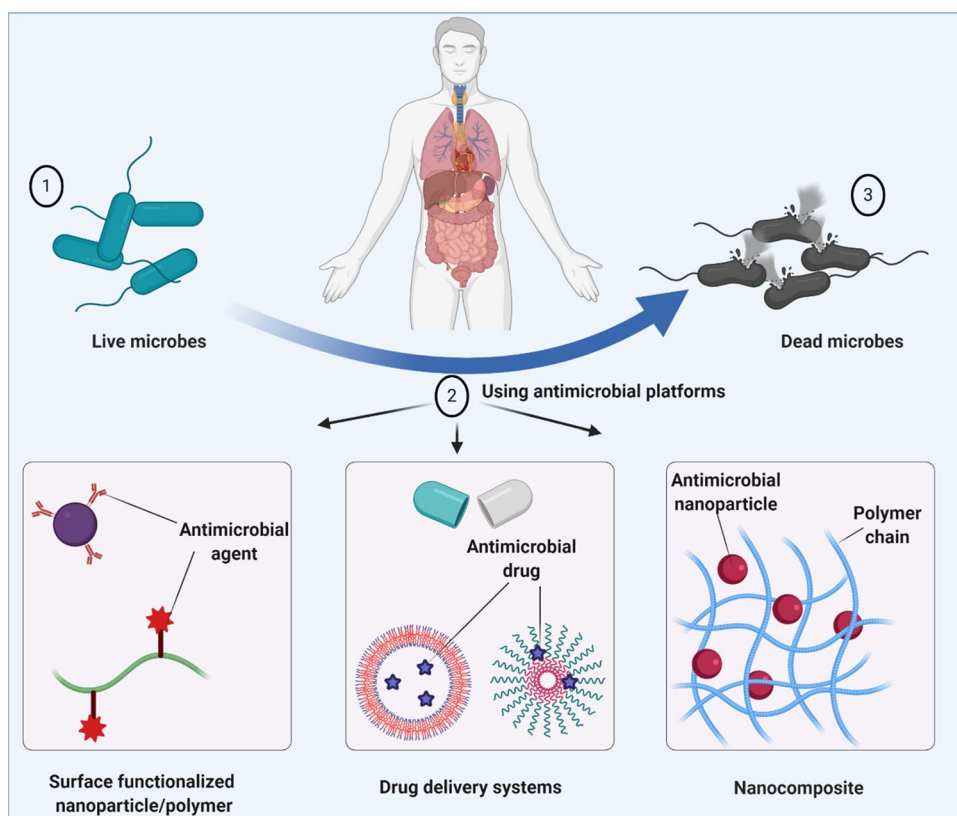 1
3
Live microbes
Dead microbes
2
Using antimicrobial platforms
Antimicrobial
agent
Antimicrobial
drug
Antimicrobial
nanoparticle
Polymer
chain
Surface functionalized
nanoparticle/polymer
Drug delivery systems
Nanocomposite